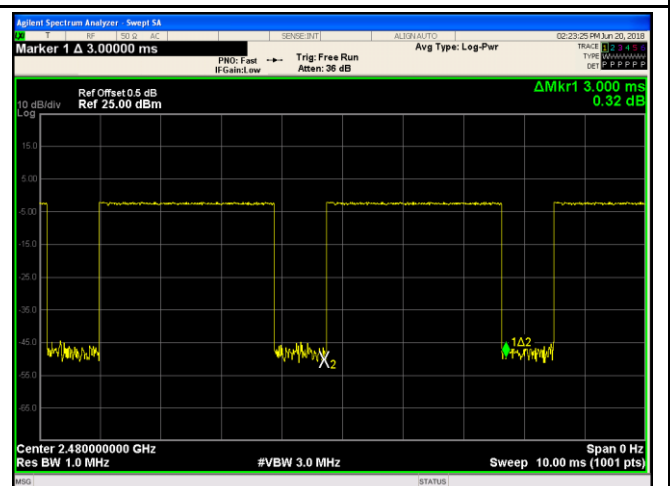 Agilent Spectrum Analyzer - Swept SA
T RF 50 Ω AC SENSE:INT ALIGNAUTO 02:23:25 PM Jun 20, 2018
Marker 1 Δ 3.00000 ms
PNO: Fast Trig: Free Run
IFGain:Low Atten: 36 dB
Avg Type: Log-Pwr
TRACE 1 2 3 4 5 6
TYPE WWWWWW
DET P P P P P P
ΔMkr1 3.000 ms
0.32 dB
Ref Offset 0.5 dB
10 dB/div Ref 25.00 dBm
Log
15.0
5.00
-5.00
-15.0
-25.0
-35.0
-45.0
-55.0
-65.0
1Δ2
X2
Center 2.480000000 GHz Span 0 Hz
Res BW 1.0 MHz #VBW 3.0 MHz Sweep 10.00 ms (1001 pts)
MSG STATUS